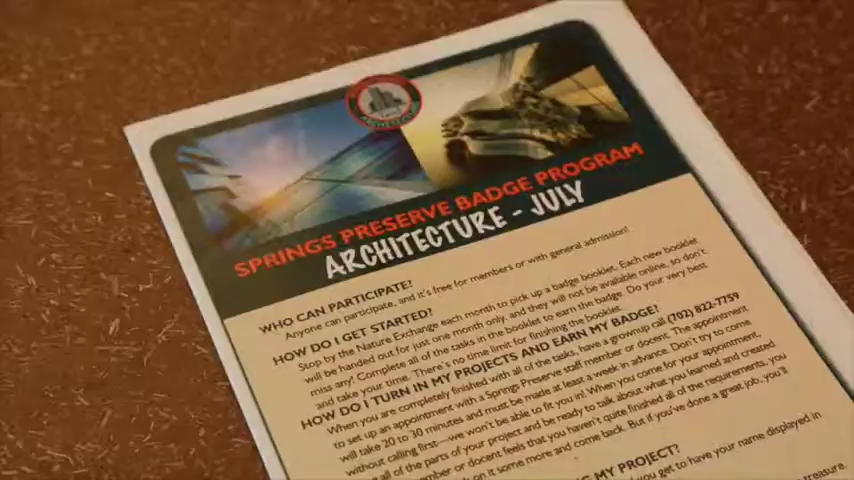 SPRINGS PRESERVE BADGE PROGRAM
ARCHITECTURE - JULY
WHO CAN PARTICIPATE?
Anyone can participate, and it's free for members or with general admission!
HOW DO I GET STARTED?
Stop by the Nature Exchange each month to pick up a badge booklet. Each new booklet
will be handed out for just one month only, and they will not be available online, so don't
miss any! Complete all of the tasks in the booklet to earn the badge. Do your very best
and take your time. There's no time limit for finishing the booklet.
HOW DO I TURN IN MY PROJECTS AND EARN MY BADGE?
When you are completely finished with all of the tasks, have a grownup call (702) 822-7759
to set up an appointment with a Springs Preserve staff member or docent. The appointment
will take 20 to 30 minutes and must be made at least a week in advance. Don't try to come
without calling first—we won't be able to fit you in! When you come for your appointment,
all of the parts of your project and be ready to talk about what you learned and created
member or docent feels that you haven't quite finished all of the requirements, you
k on it some more and come back. But if you've done a great job, you'll
NG MY PROJECT?
you get to have your name displayed in
treasure.